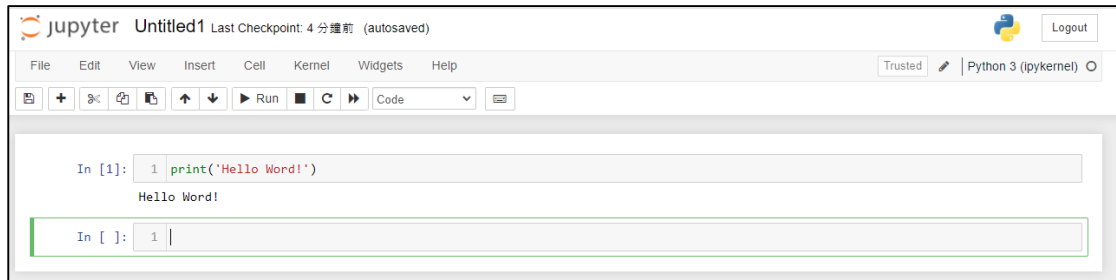 jupyter Untitled1 Last Checkpoint: 4 分鐘前 (autosaved) Logout
File Edit View Insert Cell Kernel Widgets Help Trusted Python 3 (ipykernel)
Run Code
In [1]: 1 print('Hello Word!')
Hello Word!
In [ ]: 1